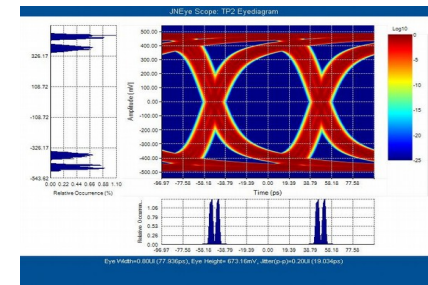 JNEye Scope: TP2 Eyediagram
Log10
500.00
400.00
300.00
200.00
100.00
0.00
100.00
200.00
300.00
400.00
-500.00
Amplitude [mV]
326.17
108.72
-108.72
-326.17
-543.62
0.00 0.22 0.44 0.66 0.88 1.10
Relative Occurrence (%)
0
-5
-10
-15
-20
-25
-96.97 -77.58 -58.18 -38.79 -19.39 0.00 19.39 38.79 58.18 77.58
Time (ps)
Relative Occurrenc...
1.06
0.79
0.53
0.26
0.00
-96.97 -77.58 -58.18 -38.79 -19.39 0.00 19.39 38.79 58.18 77.58
Eye Width=0.80UI (77.936ps), Eye Height= 673.16mV, Jitter(p-p)=0.20UI (19.034ps)